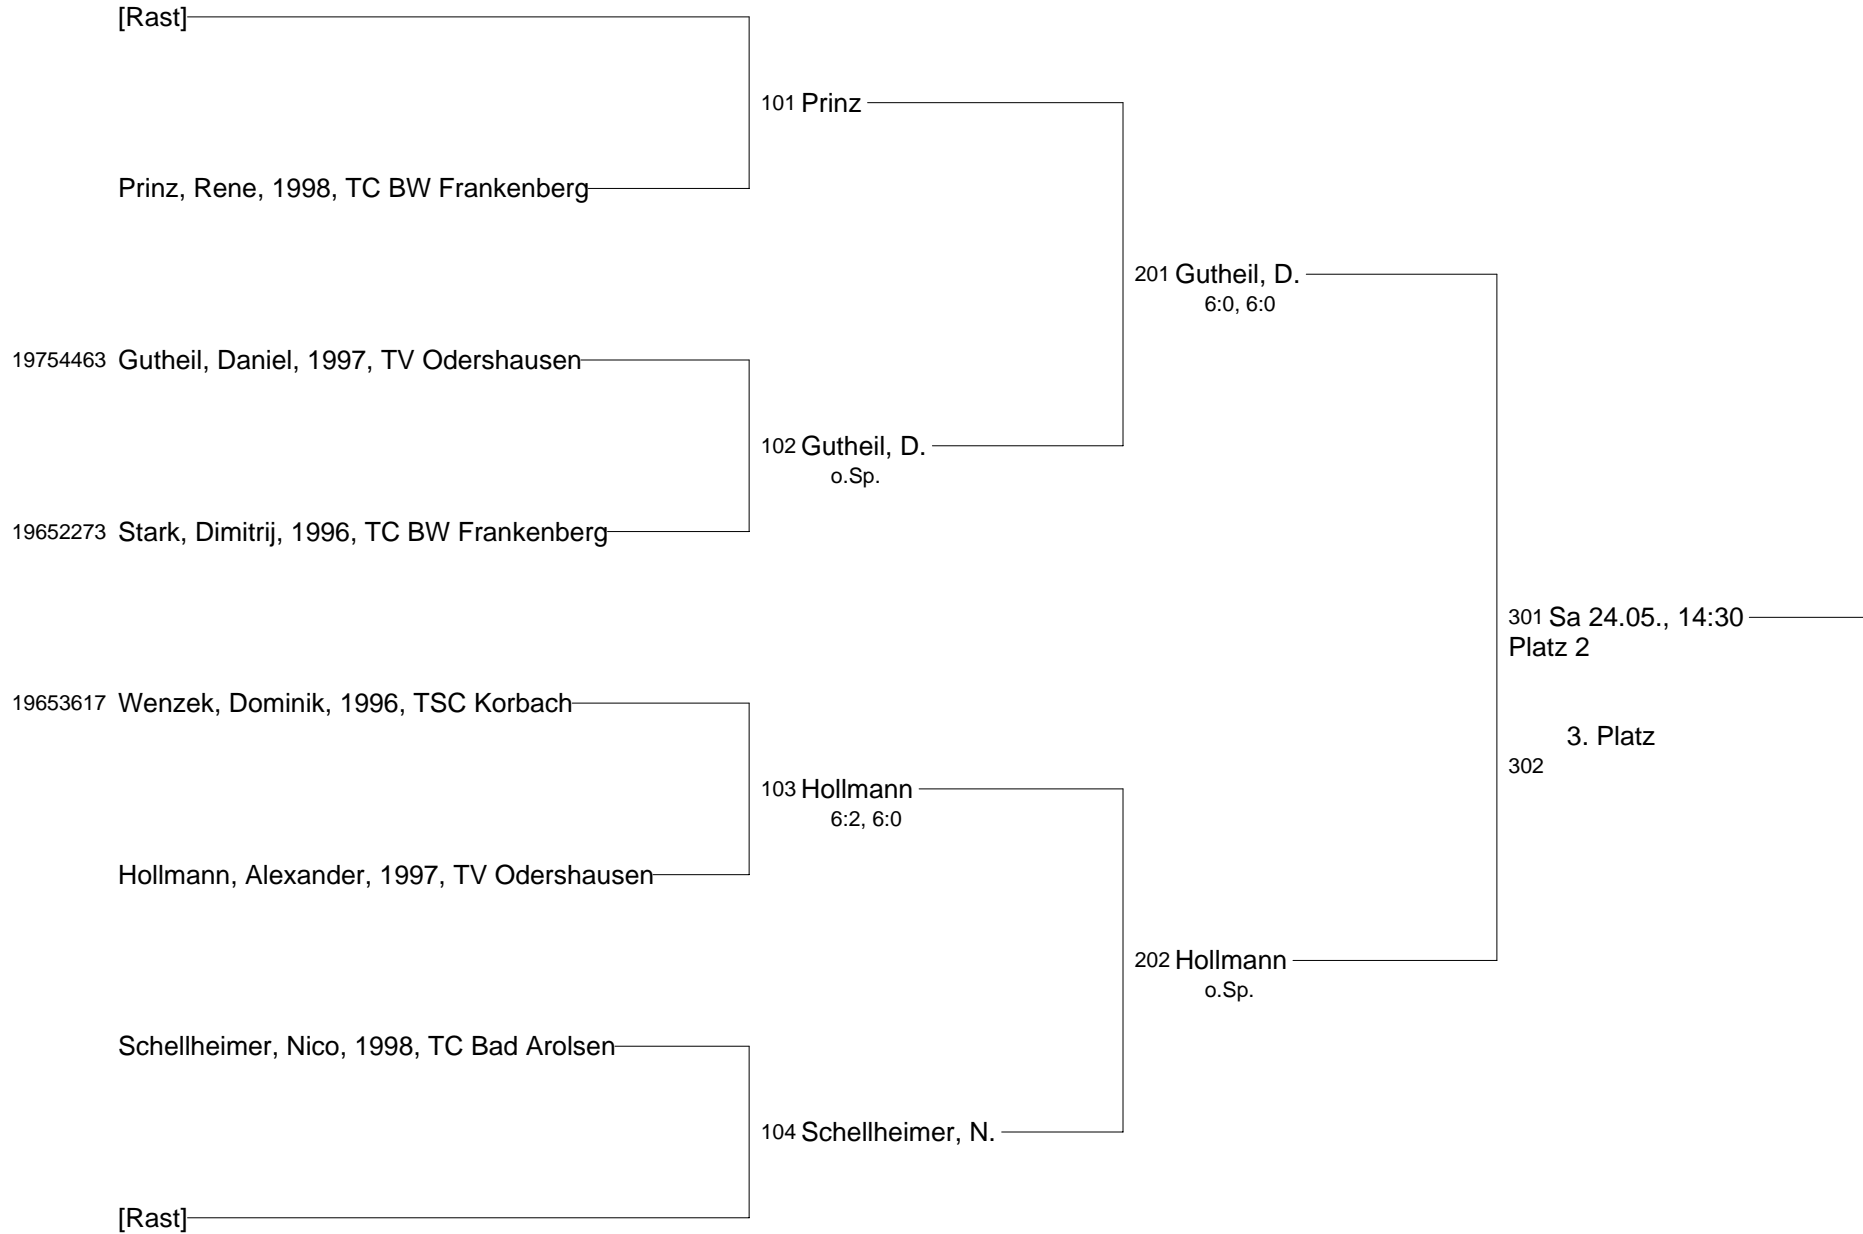 [Rast]
101 Prinz
Prinz, Rene, 1998, TC BW Frankenberg
201 Gutheil, D.
6:0, 6:0
19754463 Gutheil, Daniel, 1997, TV Odershausen
102 Gutheil, D.
o.Sp.
19652273 Stark, Dimitrij, 1996, TC BW Frankenberg
301 Sa 24.05., 14:30
Platz 2
19653617 Wenzek, Dominik, 1996, TSC Korbach
3. Platz
302
103 Hollmann
6:2, 6:0
Hollmann, Alexander, 1997, TV Odershausen
202 Hollmann
o.Sp.
Schellheimer, Nico, 1998, TC Bad Arolsen
104 Schellheimer, N.
[Rast]